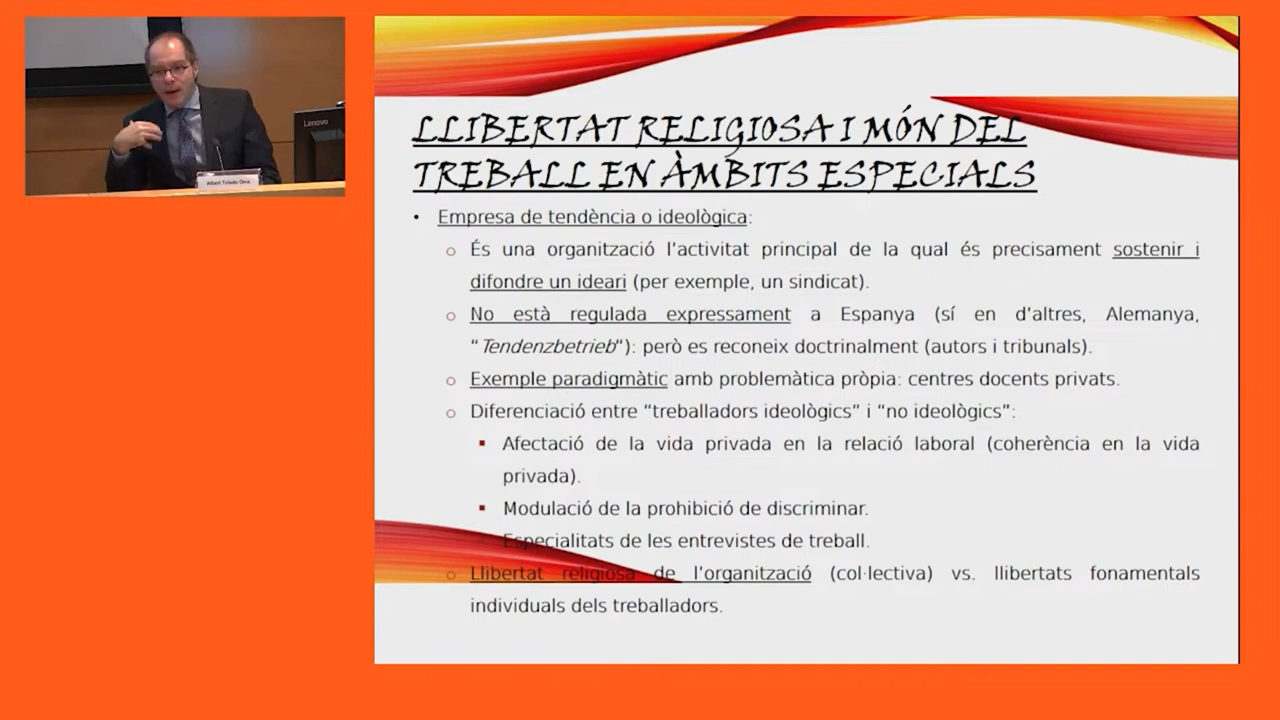 Lenovo
Albert Toledo Oms
LLIBERTAT RELIGIOSA I MÓN DEL
TREBALL EN ÀMBITS ESPECIALS
• Empresa de tendència o ideològica:
o És una organització l’activitat principal de la qual és precisament sostenir i
difondre un ideari (per exemple, un sindicat).
o No està regulada expressament a Espanya (sí en d’altres, Alemanya,
“Tendenzbetrieb“): però es reconeix doctrinalment (autors i tribunals).
o Exemple paradigmàtic amb problemàtica pròpia: centres docents privats.
o Diferenciació entre “treballadors ideològics” i “no ideològics”:
▪ Afectació de la vida privada en la relació laboral (coherència en la vida
privada).
▪ Modulació de la prohibició de discriminar.
Especialitats de les entrevistes de treball.
o Llibertat religiosa de l’organització (col·lectiva) vs. llibertats fonamentals
individuals dels treballadors.